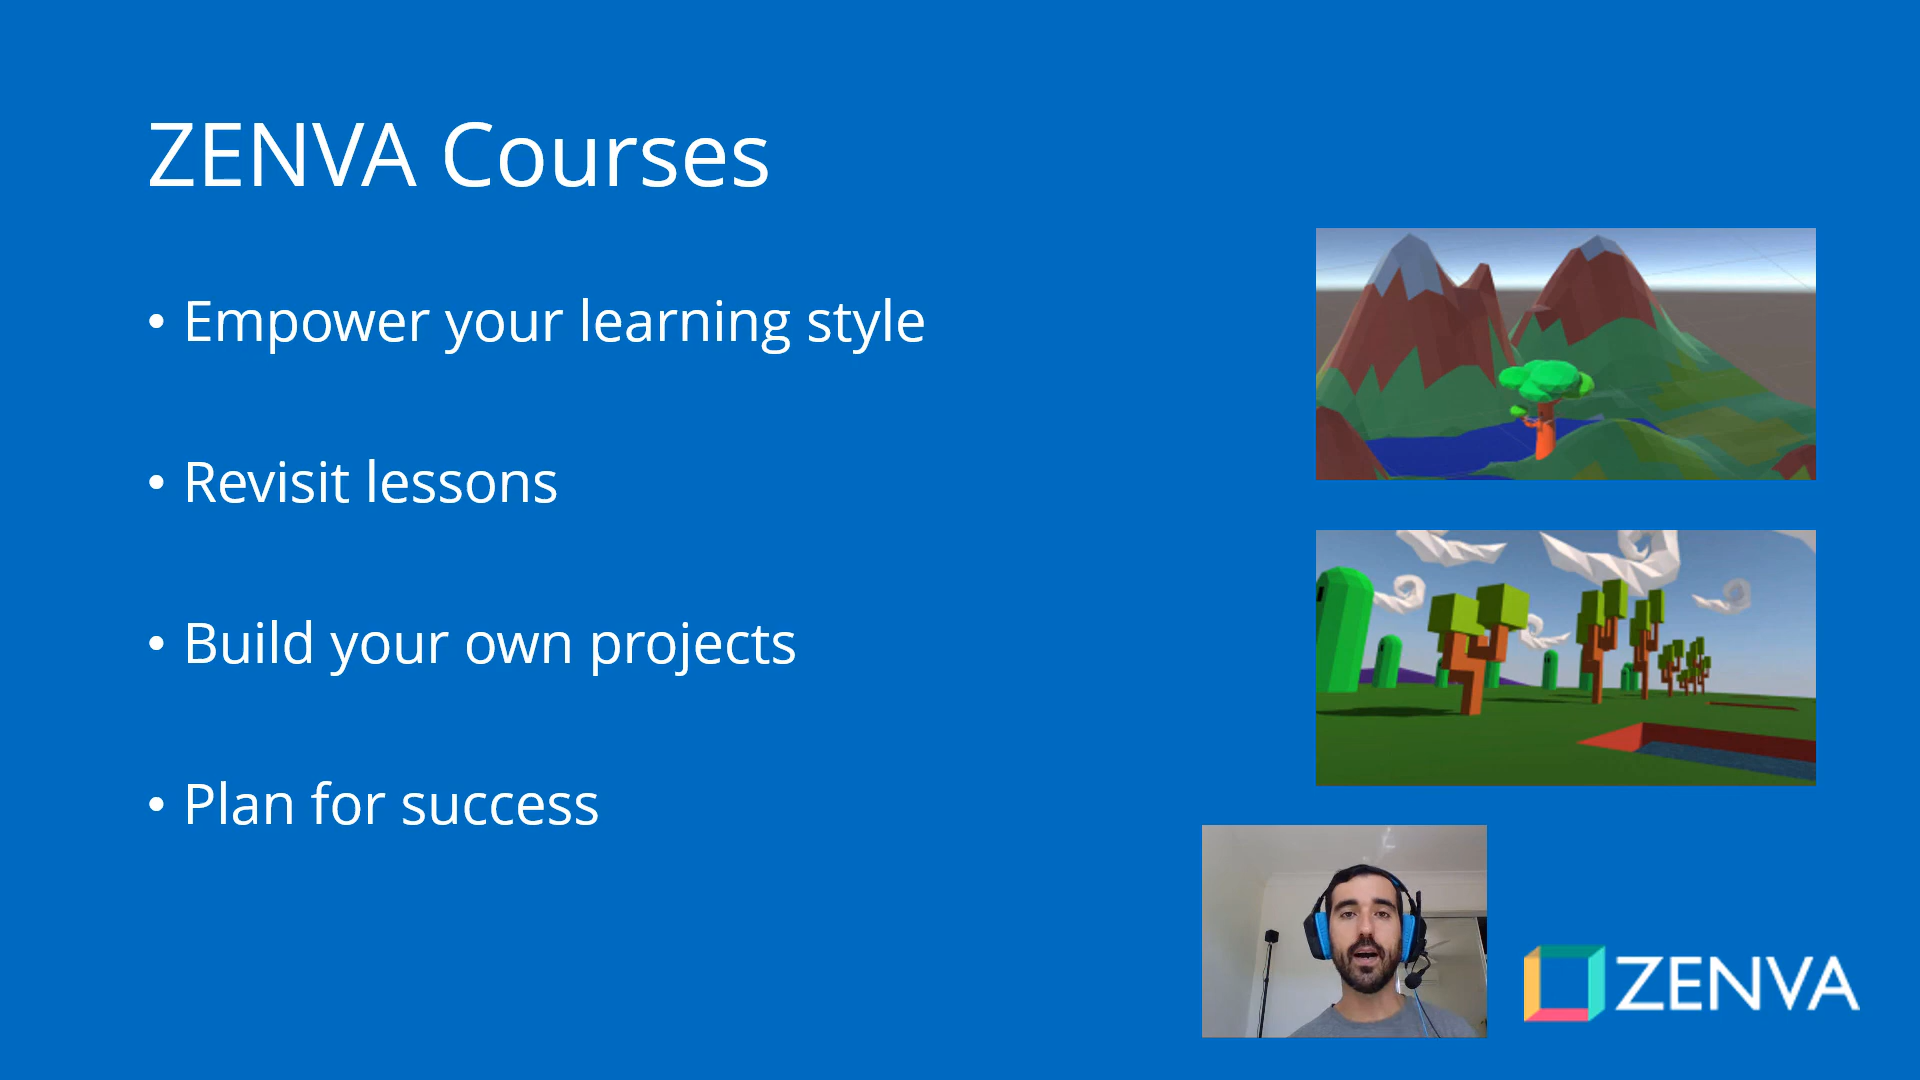 ZENVA Courses
• Empower your learning style
• Revisit lessons
• Build your own projects
• Plan for success
ZENVA